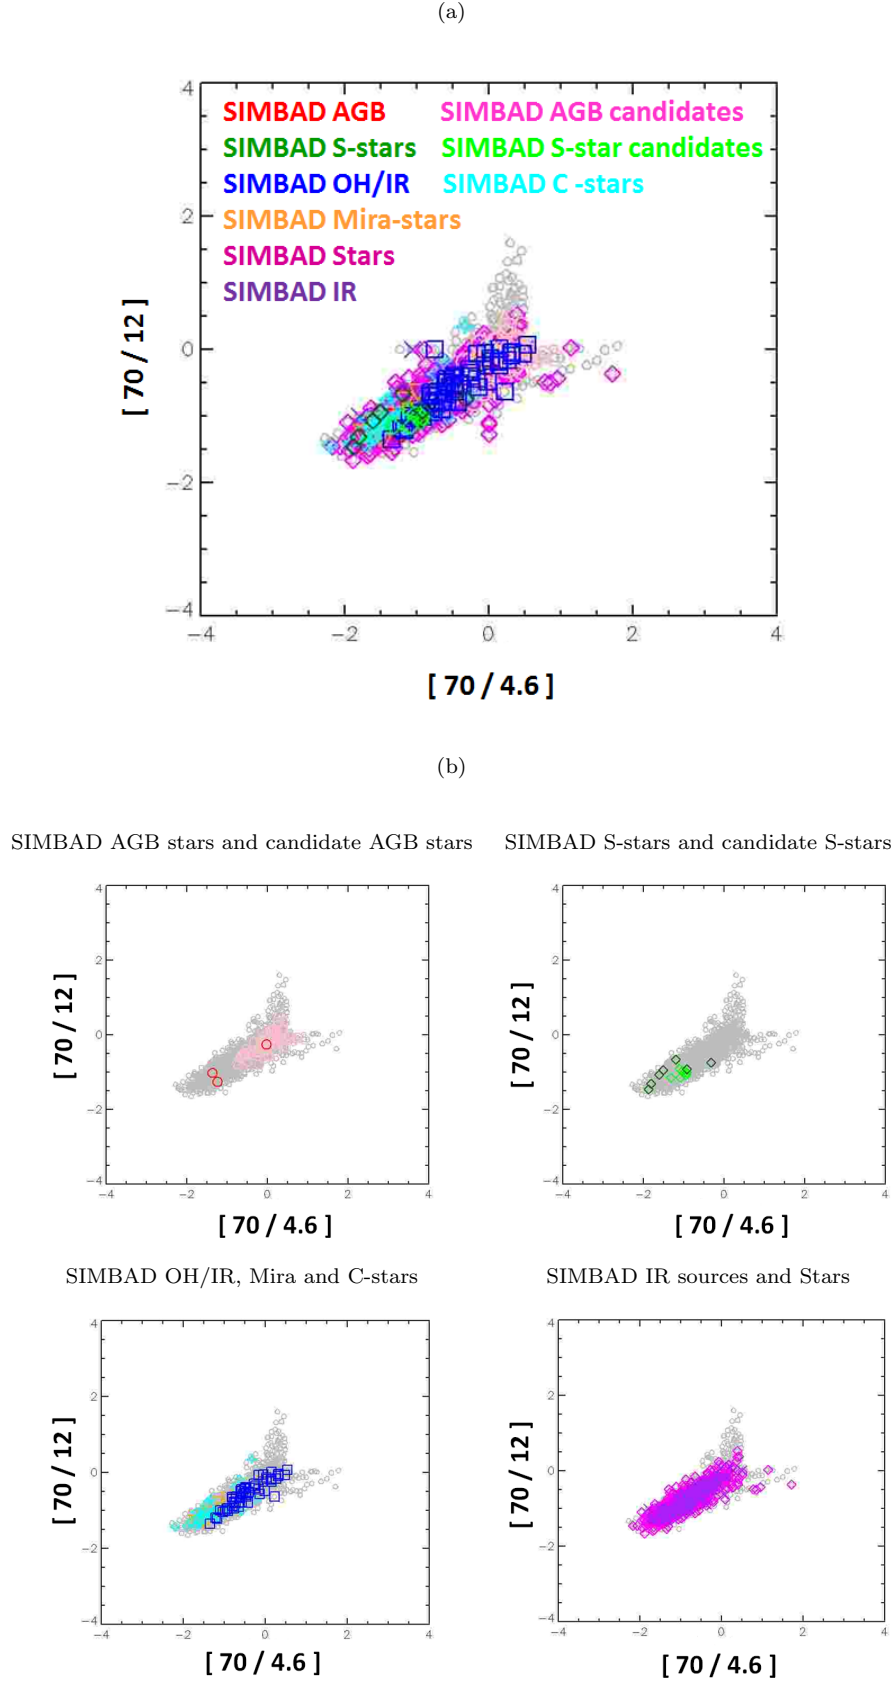 (a)
4
SIMBAD AGB SIMBAD AGB candidates
SIMBAD S-stars SIMBAD S-star candidates
SIMBAD OH/IR SIMBAD C -stars
2
SIMBAD Mira-stars
SIMBAD Stars
SIMBAD IR
0
[ 70 / 12 ]
−2
−4
−4 −2 0 2 4
[ 70 / 4.6 ]
(b)
SIMBAD AGB stars and candidate AGB stars
4
2
0
[ 70 / 12 ]
−2
−4
−4 −2 0 2 4
[ 70 / 4.6 ]
SIMBAD S-stars and candidate S-stars
4
2
0
[ 70 / 12 ]
−2
−4
−4 −2 0 2 4
[ 70 / 4.6 ]
SIMBAD OH/IR, Mira and C-stars
4
2
0
[ 70 / 12 ]
−2
−4
−4 −2 0 2 4
[ 70 / 4.6 ]
SIMBAD IR sources and Stars
4
2
0
[ 70 / 12 ]
−2
−4
−4 −2 0 2 4
[ 70 / 4.6 ]